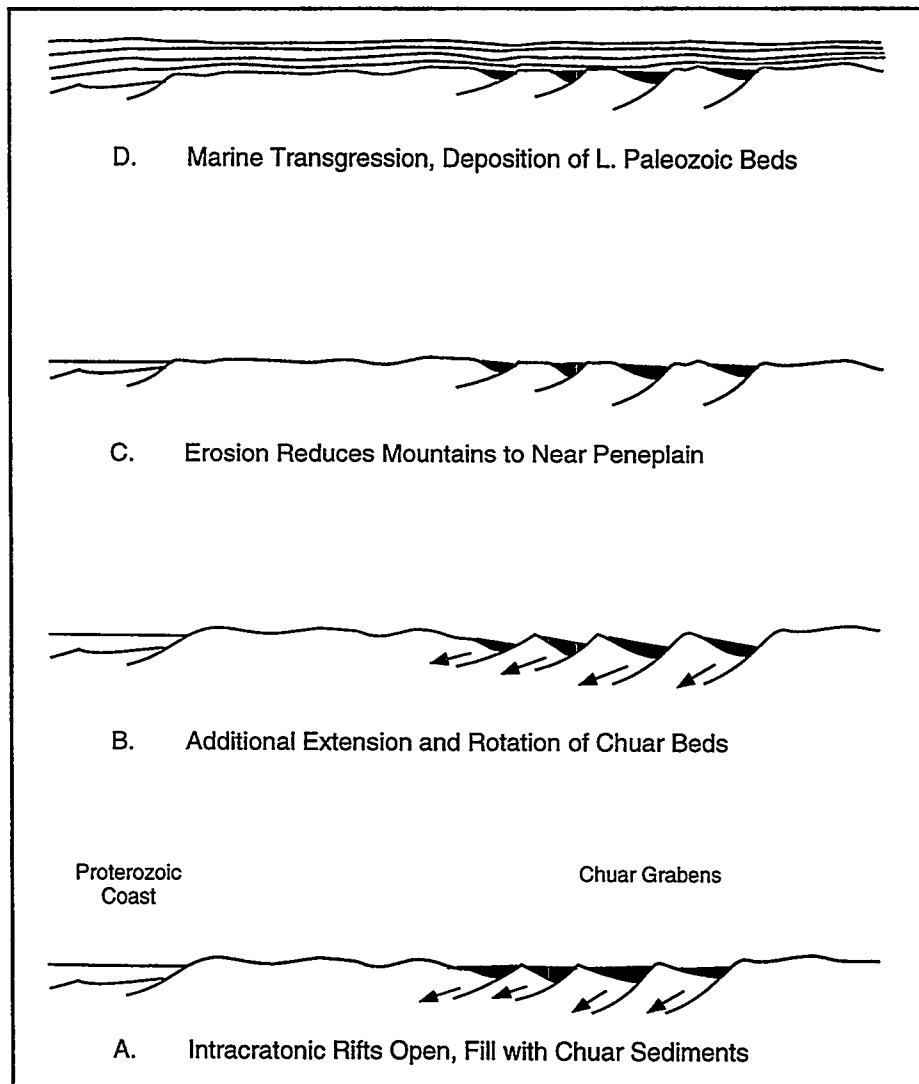 D. Marine Transgression, Deposition of L. Paleozoic Beds
C. Erosion Reduces Mountains to Near Peneplain
B. Additional Extension and Rotation of Chuar Beds
Proterozoic
Coast
Chuar Grabens
A. Intracratonic Rifts Open, Fill with Chuar Sediments